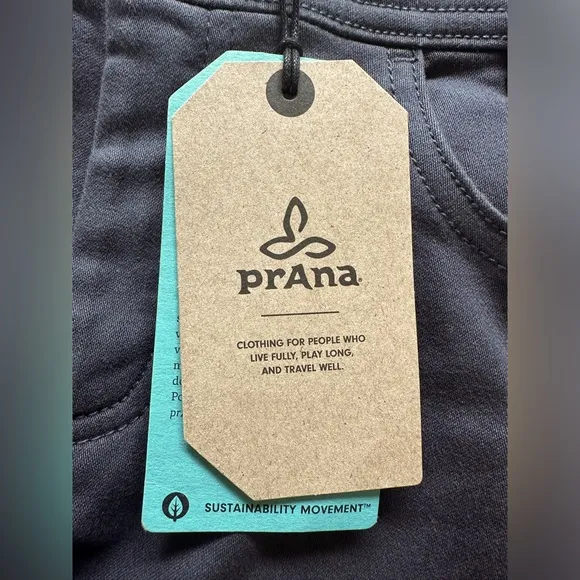 prAna
CLOTHING FOR PEOPLE WHO
LIVE FULLY, PLAY LONG,
AND TRAVEL WELL.
SUSTAINABILITY MOVEMENT™